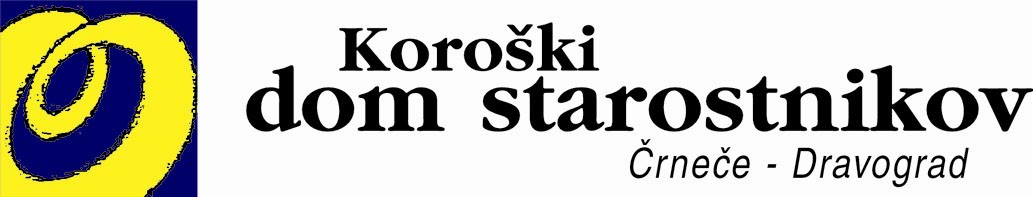 Koroški
dom starostnikov
Črneče - Dravograd